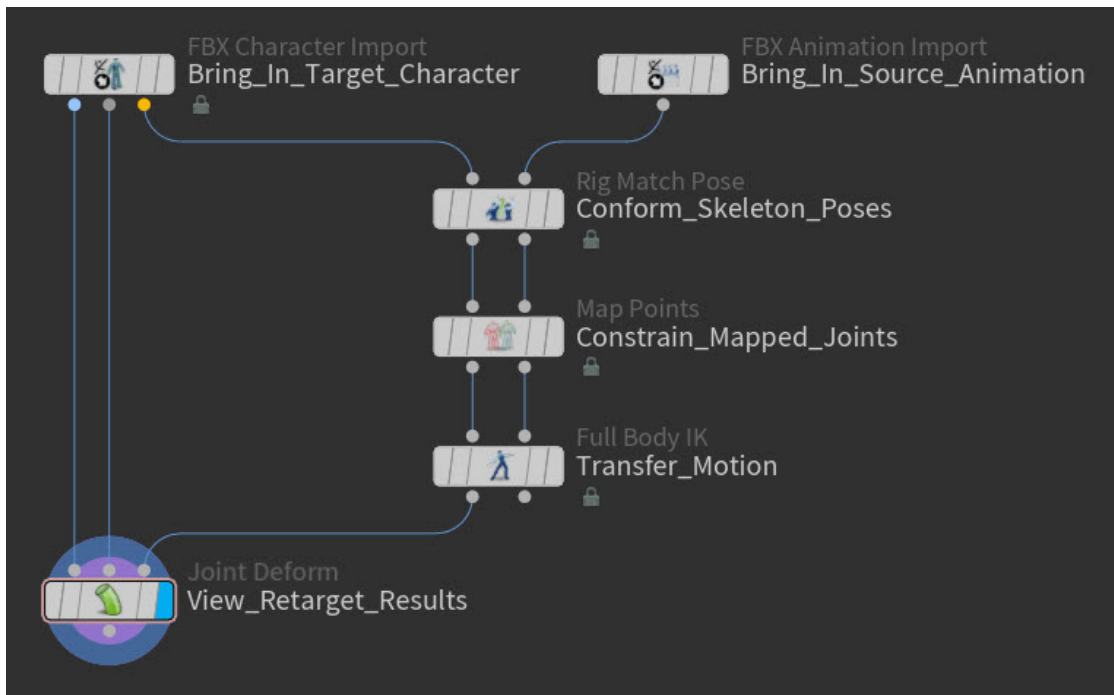 FBX Character Import
Bring_In_Target_Character
FBX Animation Import
Bring_In_Source_Animation
Rig Match Pose
Conform_Skeleton_Poses
Map Points
Constrain_Mapped_Joints
Full Body IK
Transfer_Motion
Joint Deform
View_Retarget_Results